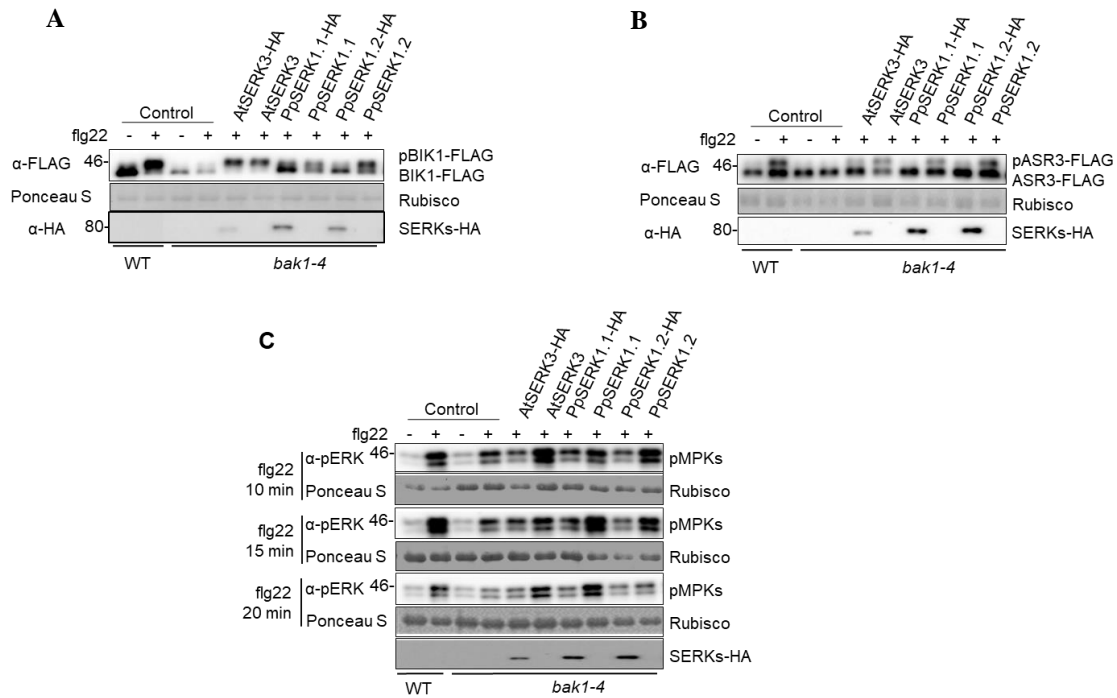 A
AtSERK3-HA
AtSERK3
PpSERK1.1-HA
PpSERK1.1
PpSERK1.2-HA
PpSERK1.2
Control
flg22 - + - + + + + + + +
α-FLAG 46- pBIK1-FLAG
BIK1-FLAG
Ponceau S Rubisco
α-HA 80- SERKs-HA
WT bak1-4
B
AtSERK3-HA
AtSERK3
PpSERK1.1-HA
PpSERK1.1
PpSERK1.2-HA
PpSERK1.2
Control
flg22 - + - + + + + + + +
α-FLAG 46- pASR3-FLAG
ASR3-FLAG
Ponceau S Rubisco
α-HA 80- SERKs-HA
WT bak1-4
C
AtSERK3-HA
AtSERK3
PpSERK1.1-HA
PpSERK1.1
PpSERK1.2-HA
PpSERK1.2
Control
flg22 - + - + + + + + + +
flg22 10 min α-pERK 46- pMPKs
Ponceau S Rubisco
flg22 15 min α-pERK 46- pMPKs
Ponceau S Rubisco
flg22 20 min α-pERK 46- pMPKs
Ponceau S Rubisco
SERKs-HA
WT bak1-4